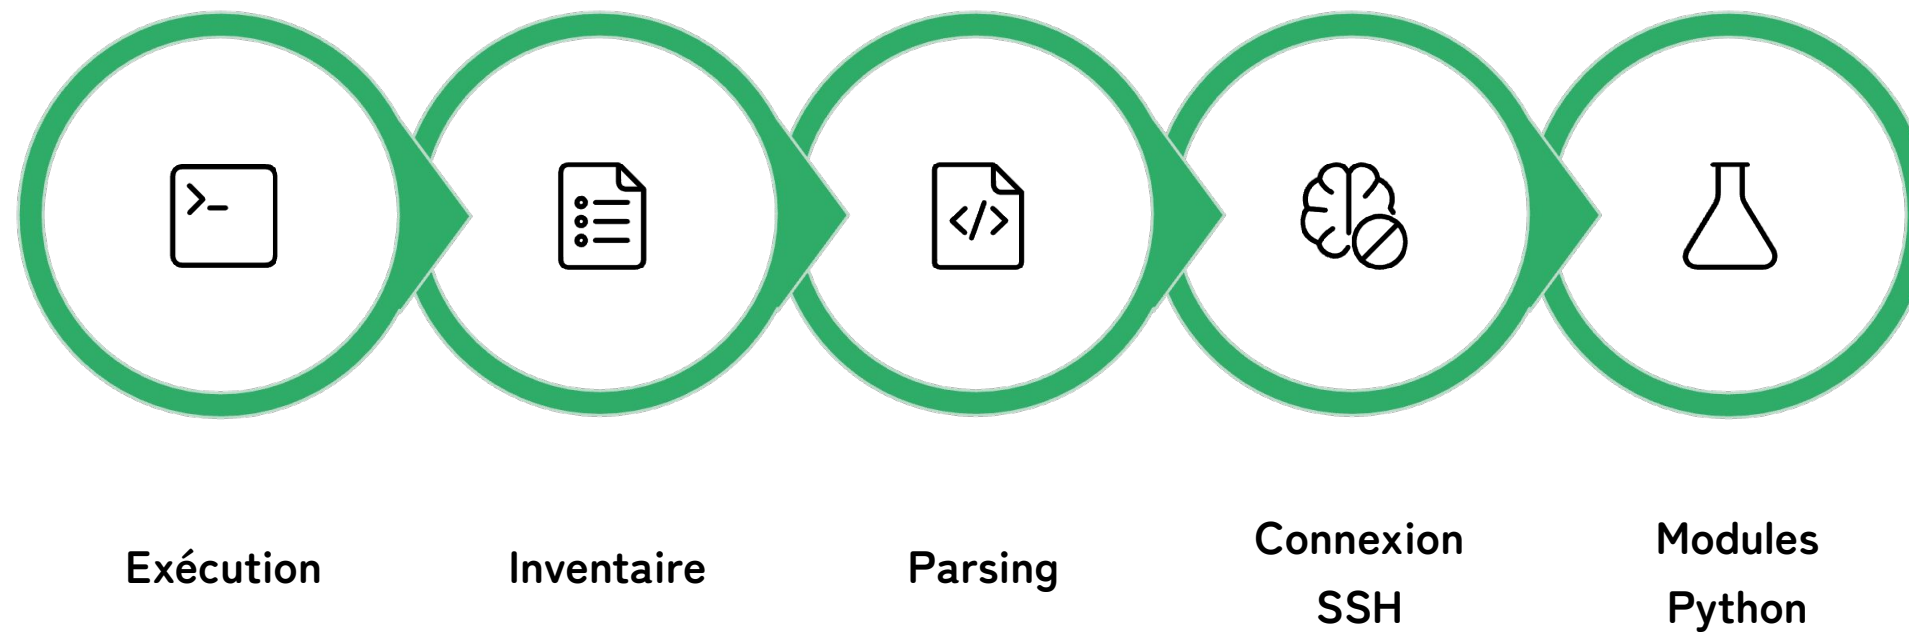 Exécution
Inventaire
Parsing
Connexion
SSH
Modules
Python